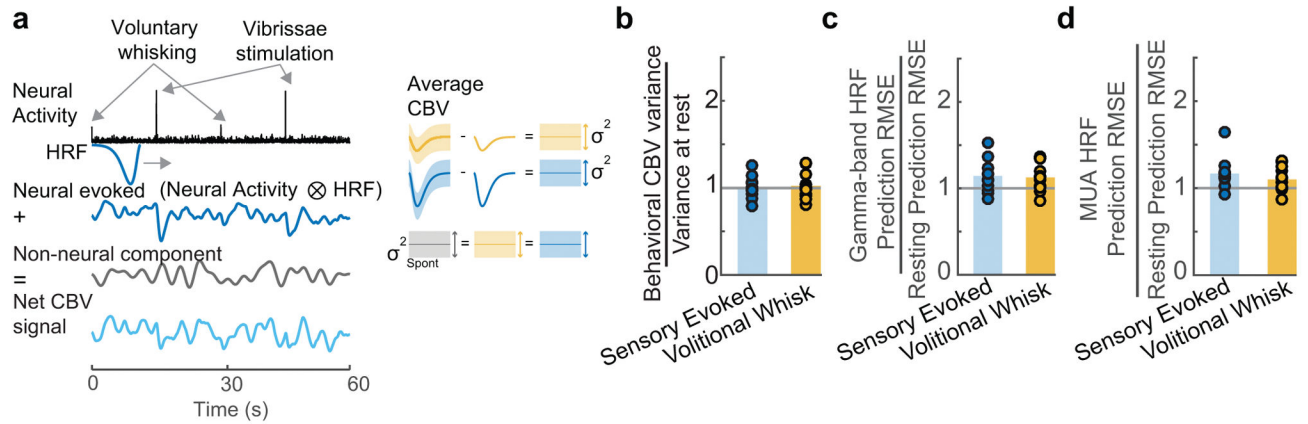 a
Voluntary
whisking
Vibrissae
stimulation
Neural
Activity
HRF
Neural evoked (Neural Activity ⊗ HRF)
+
Non-neural component
=
Net CBV
signal
0 30 60
Time (s)
Average
CBV
- = σ²
- = σ²
σ² = =
Spont
b
Behavioral CBV variance
Variance at rest
2
1
0
Sensory Evoked
Volitional Whisk
c
Gamma-band HRF
Prediction RMSE
Resting Prediction RMSE
2
1
0
Sensory Evoked
Volitional Whisk
d
MUA HRF
Prediction RMSE
Resting Prediction RMSE
2
1
0
Sensory Evoked
Volitional Whisk